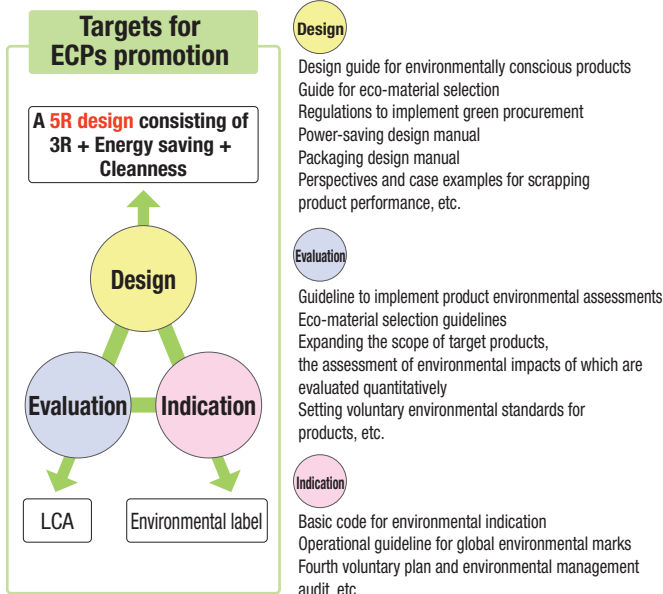 Targets for
ECPs promotion
A 5R design consisting of
3R + Energy saving +
Cleanness
Design
Evaluation
Indication
LCA
Environmental label
Design
Design guide for environmentally conscious products
Guide for eco-material selection
Regulations to implement green procurement
Power-saving design manual
Packaging design manual
Perspectives and case examples for scrapping
product performance, etc.
Evaluation
Guideline to implement product environmental assessments
Eco-material selection guidelines
Expanding the scope of target products,
the assessment of environmental impacts of which are
evaluated quantitatively
Setting voluntary environmental standards for
products, etc.
Indication
Basic code for environmental indication
Operational guideline for global environmental marks
Fourth voluntary plan and environmental management
audit, etc